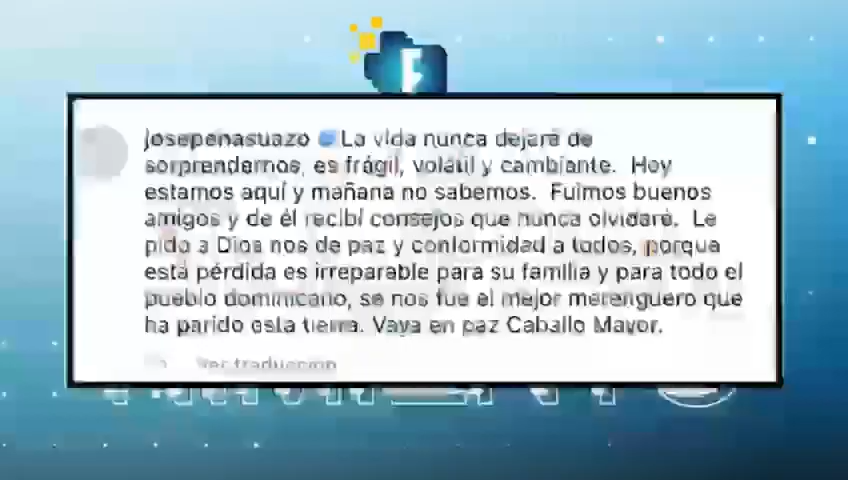 josepenasuazo La vida nunca dejará de
sorprendernos, es frágil, volátil y cambiante. Hoy
estamos aquí y mañana no sabemos. Fuimos buenos
amigos y de él recibí consejos que nunca olvidaré. Le
pido a Dios nos de paz y conformidad a todos, porque
está pérdida es irreparable para su familia y para todo el
pueblo dominicano, se nos fue el mejor merenguero que
ha parido esta tierra. Vaya en paz Caballo Mayor.
Ver traducción